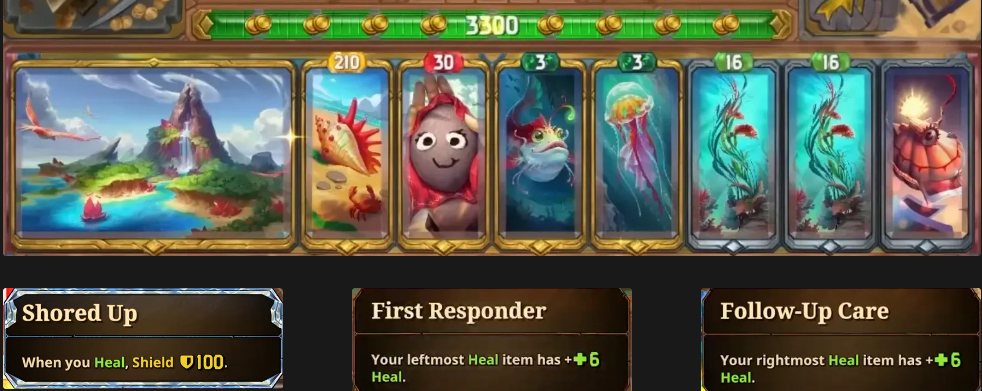 3300
210 30 +3 +3 16 16
Shored Up
First Responder
Follow-Up Care
When you Heal, Shield 100.
Your leftmost Heal item has + 6
Heal.
Your rightmost Heal item has + 6
Heal.